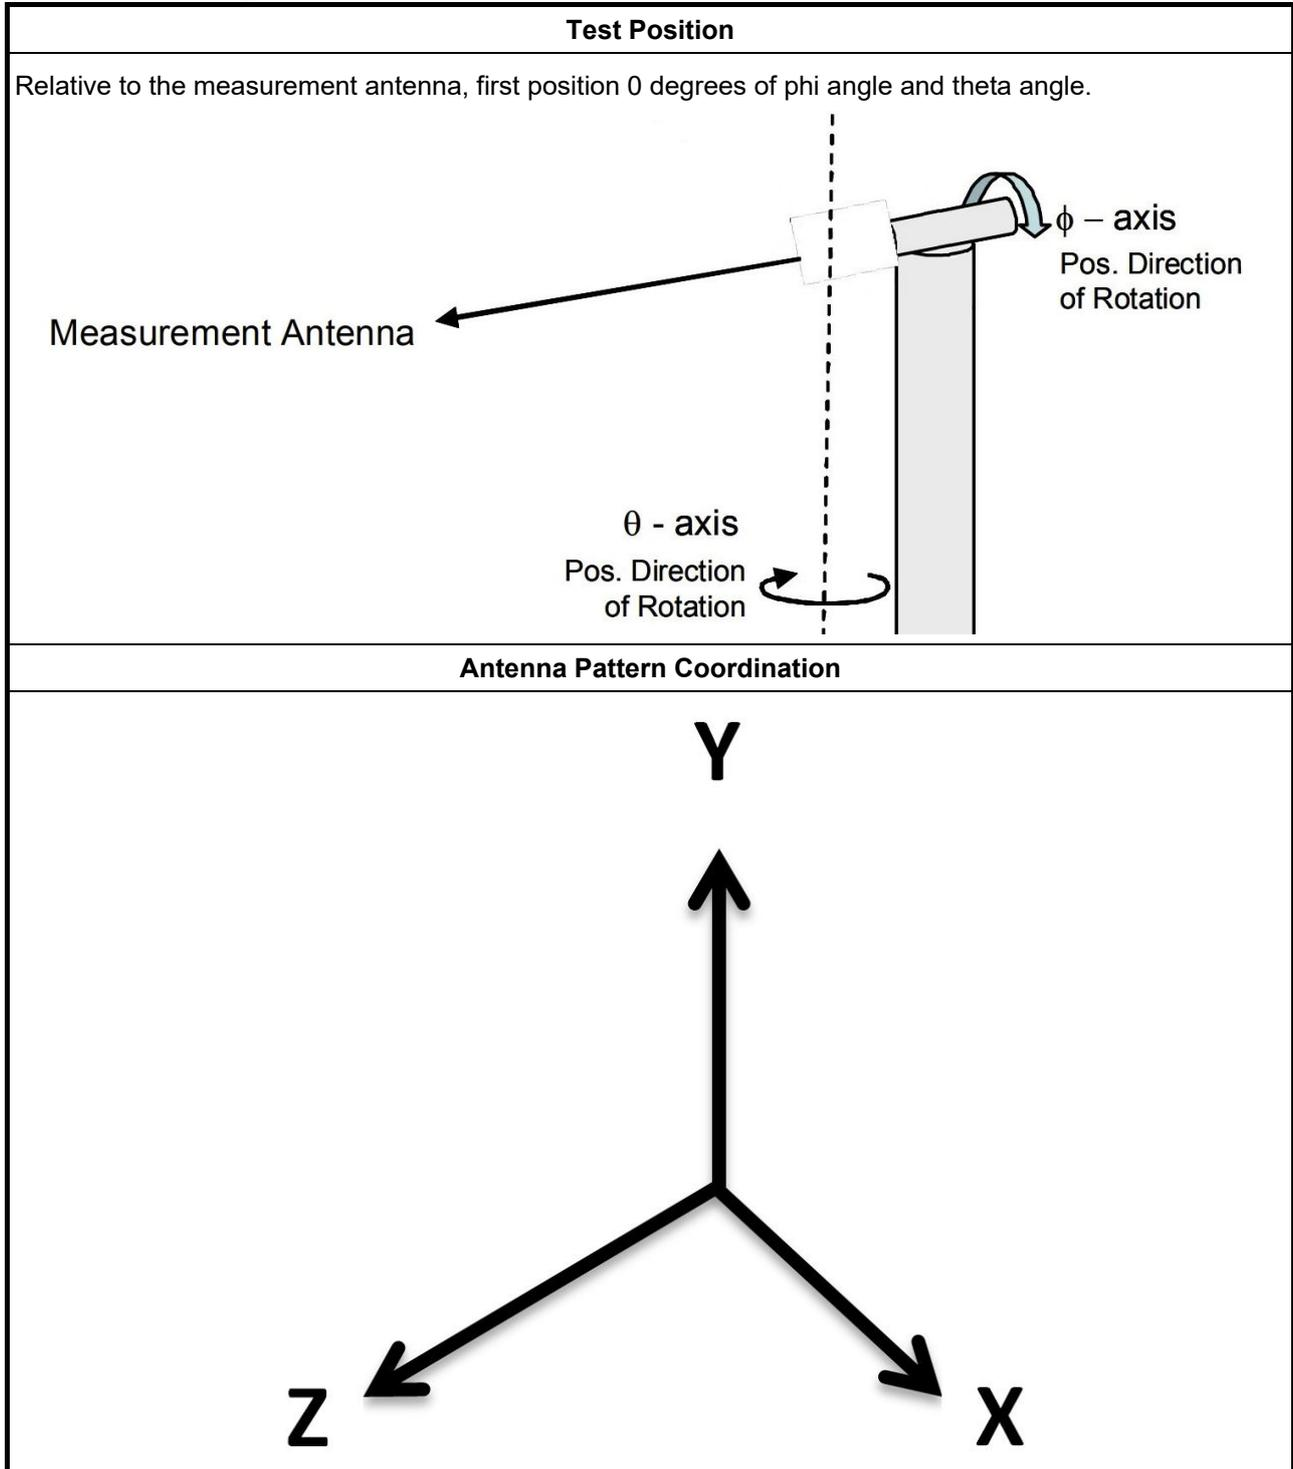 Test Position
Relative to the measurement antenna, first position 0 degrees of phi angle and theta angle.
ϕ – axis
Pos. Direction
of Rotation
Measurement Antenna
θ - axis
Pos. Direction
of Rotation
Antenna Pattern Coordination
Y
Z
X